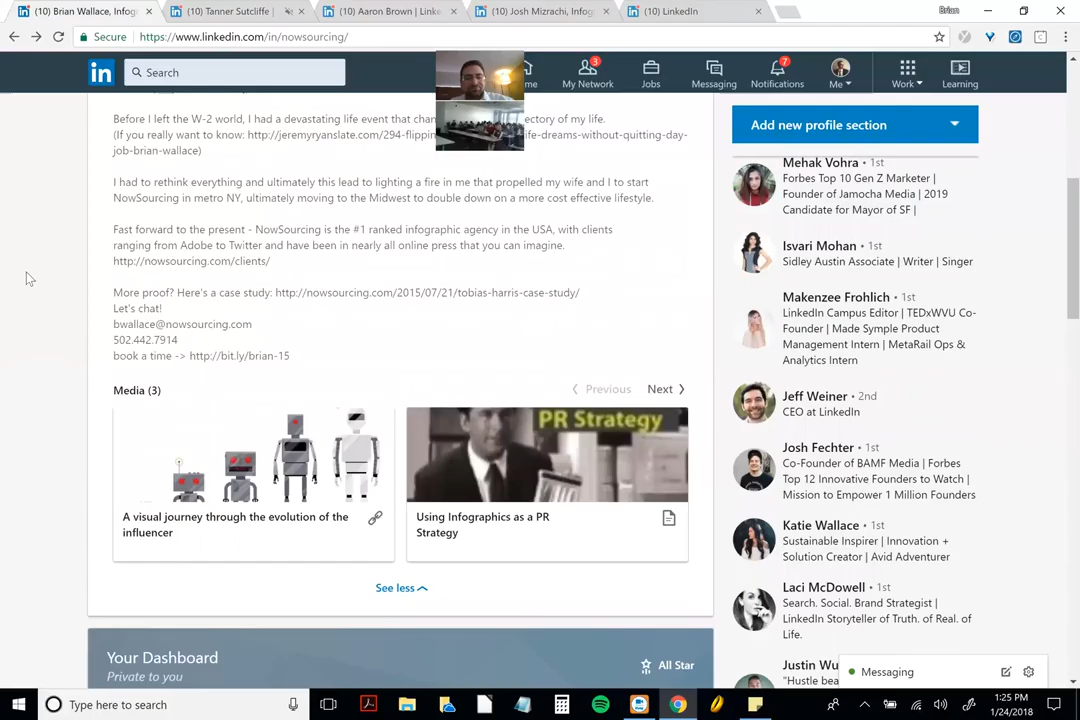 (10) Brian Wallace, Infog
(10) Tanner Sutcliffe |
(10) Aaron Brown | Linke
(10) Josh Mizrachi, Infog
(10) LinkedIn
Brian
Secure
https://www.linkedin.com/in/nowsourcing/
in
Search
me
My Network
3
Jobs
Messaging
Notifications
7
Me
Work
Learning
Before I left the W-2 world, I had a devastating life event that chan ectory of my life.
(If you really want to know: http://jeremyryanslate.com/294-flippin ife-dreams-without-quitting-day-
job-brian-wallace)
I had to rethink everything and ultimately this lead to lighting a fire in me that propelled my wife and I to start
NowSourcing in metro NY, ultimately moving to the Midwest to double down on a more cost effective lifestyle.
Fast forward to the present - NowSourcing is the #1 ranked infographic agency in the USA, with clients
ranging from Adobe to Twitter and have been in nearly all online press that you can imagine.
http://nowsourcing.com/clients/
More proof? Here's a case study: http://nowsourcing.com/2015/07/21/tobias-harris-case-study/
Let's chat!
bwallace@nowsourcing.com
502.442.7914
book a time -> http://bit.ly/brian-15
Media (3)
Previous
Next
PR Strategy
A visual journey through the evolution of the
influencer
Using Infographics as a PR
Strategy
See less
Your Dashboard
Private to you
All Star
Add new profile section
Mehak Vohra • 1st
Forbes Top 10 Gen Z Marketer |
Founder of Jamocha Media | 2019
Candidate for Mayor of SF |
Isvari Mohan • 1st
Sidley Austin Associate | Writer | Singer
Makenzee Frohlich • 1st
LinkedIn Campus Editor | TEDxWVU Co-
Founder | Made Symple Product
Management Intern | MetaRail Ops &
Analytics Intern
Jeff Weiner • 2nd
CEO at LinkedIn
Josh Fechter • 1st
Co-Founder of BAMF Media | Forbes
Top 12 Innovative Founders to Watch |
Mission to Empower 1 Million Founders
Katie Wallace • 1st
Sustainable Inspirer | Innovation +
Solution Creator | Avid Adventurer
Laci McDowell • 1st
Search. Social. Brand Strategist |
LinkedIn Storyteller of Truth. of Real. of
Life.
Justin Wu
"Hustle bea
Messaging
Type here to search
1:25 PM
1/24/2018